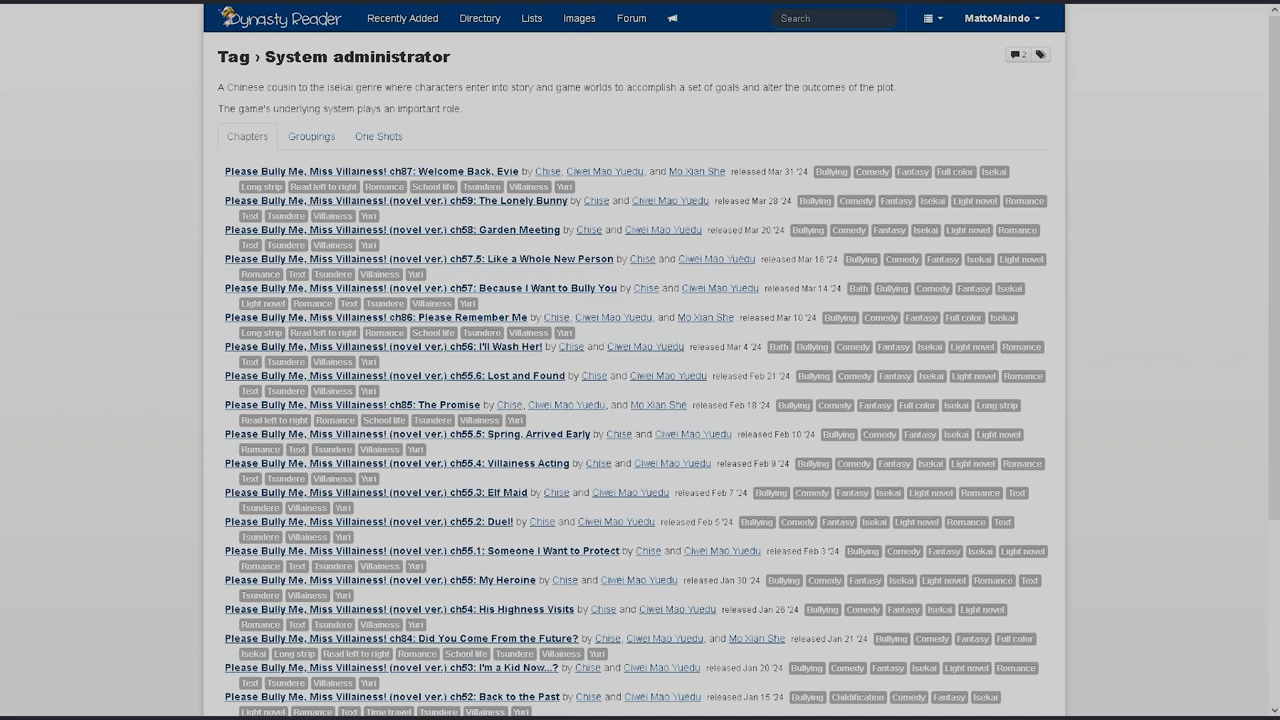 Dynasty Reader Recently Added Directory Lists Images Forum Search MattoMaindo
Tag › System administrator 2
A Chinese cousin to the isekai genre where characters enter into story and game worlds to accomplish a set of goals and alter the outcomes of the plot.
The game's underlying system plays an important role.
Chapters Groupings One Shots
Please Bully Me, Miss Villainess! ch87: Welcome Back, Evie by Chise, Ciwei Mao Yuedu, and Mo Xian She released Mar 31 '24 Bullying Comedy Fantasy Full color Isekai
Long strip Read left to right Romance School life Tsundere Villainess Yuri
Please Bully Me, Miss Villainess! (novel ver.) ch59: The Lonely Bunny by Chise and Ciwei Mao Yuedu released Mar 28 '24 Bullying Comedy Fantasy Isekai Light novel Romance
Text Tsundere Villainess Yuri
Please Bully Me, Miss Villainess! (novel ver.) ch58: Garden Meeting by Chise and Ciwei Mao Yuedu released Mar 20 '24 Bullying Comedy Fantasy Isekai Light novel Romance
Text Tsundere Villainess Yuri
Please Bully Me, Miss Villainess! (novel ver.) ch57.5: Like a Whole New Person by Chise and Ciwei Mao Yuedu released Mar 16 '24 Bullying Comedy Fantasy Isekai Light novel
Romance Text Tsundere Villainess Yuri
Please Bully Me, Miss Villainess! (novel ver.) ch57: Because I Want to Bully You by Chise and Ciwei Mao Yuedu released Mar 14 '24 Bath Bullying Comedy Fantasy Isekai
Light novel Romance Text Tsundere Villainess Yuri
Please Bully Me, Miss Villainess! ch86: Please Remember Me by Chise, Ciwei Mao Yuedu, and Mo Xian She released Mar 10 '24 Bullying Comedy Fantasy Full color Isekai
Long strip Read left to right Romance School life Tsundere Villainess Yuri
Please Bully Me, Miss Villainess! (novel ver.) ch56: I'll Wash Her! by Chise and Ciwei Mao Yuedu released Mar 4 '24 Bath Bullying Comedy Fantasy Isekai Light novel Romance
Text Tsundere Villainess Yuri
Please Bully Me, Miss Villainess! (novel ver.) ch55.6: Lost and Found by Chise and Ciwei Mao Yuedu released Feb 21 '24 Bullying Comedy Fantasy Isekai Light novel Romance
Text Tsundere Villainess Yuri
Please Bully Me, Miss Villainess! ch85: The Promise by Chise, Ciwei Mao Yuedu, and Mo Xian She released Feb 18 '24 Bullying Comedy Fantasy Full color Isekai Long strip
Read left to right Romance School life Tsundere Villainess Yuri
Please Bully Me, Miss Villainess! (novel ver.) ch55.5: Spring, Arrived Early by Chise and Ciwei Mao Yuedu released Feb 10 '24 Bullying Comedy Fantasy Isekai Light novel
Romance Text Tsundere Villainess Yuri
Please Bully Me, Miss Villainess! (novel ver.) ch55.4: Villainess Acting by Chise and Ciwei Mao Yuedu released Feb 9 '24 Bullying Comedy Fantasy Isekai Light novel Romance
Text Tsundere Villainess Yuri
Please Bully Me, Miss Villainess! (novel ver.) ch55.3: Elf Maid by Chise and Ciwei Mao Yuedu released Feb 7 '24 Bullying Comedy Fantasy Isekai Light novel Romance Text
Tsundere Villainess Yuri
Please Bully Me, Miss Villainess! (novel ver.) ch55.2: Duel! by Chise and Ciwei Mao Yuedu released Feb 5 '24 Bullying Comedy Fantasy Isekai Light novel Romance Text
Tsundere Villainess Yuri
Please Bully Me, Miss Villainess! (novel ver.) ch55.1: Someone I Want to Protect by Chise and Ciwei Mao Yuedu released Feb 3 '24 Bullying Comedy Fantasy Isekai Light novel
Romance Text Tsundere Villainess Yuri
Please Bully Me, Miss Villainess! (novel ver.) ch55: My Heroine by Chise and Ciwei Mao Yuedu released Jan 30 '24 Bullying Comedy Fantasy Isekai Light novel Romance Text
Tsundere Villainess Yuri
Please Bully Me, Miss Villainess! (novel ver.) ch54: His Highness Visits by Chise and Ciwei Mao Yuedu released Jan 26 '24 Bullying Comedy Fantasy Isekai Light novel
Romance Text Tsundere Villainess Yuri
Please Bully Me, Miss Villainess! ch84: Did You Come From the Future? by Chise, Ciwei Mao Yuedu, and Mo Xian She released Jan 21 '24 Bullying Comedy Fantasy Full color
Isekai Long strip Read left to right Romance School life Tsundere Villainess Yuri
Please Bully Me, Miss Villainess! (novel ver.) ch53: I'm a Kid Now...? by Chise and Ciwei Mao Yuedu released Jan 20 '24 Bullying Comedy Fantasy Isekai Light novel Romance
Text Tsundere Villainess Yuri
Please Bully Me, Miss Villainess! (novel ver.) ch52: Back to the Past by Chise and Ciwei Mao Yuedu released Jan 15 '24 Bullying Childification Comedy Fantasy Isekai
Light novel Romance Text Time travel Tsundere Villainess Yuri